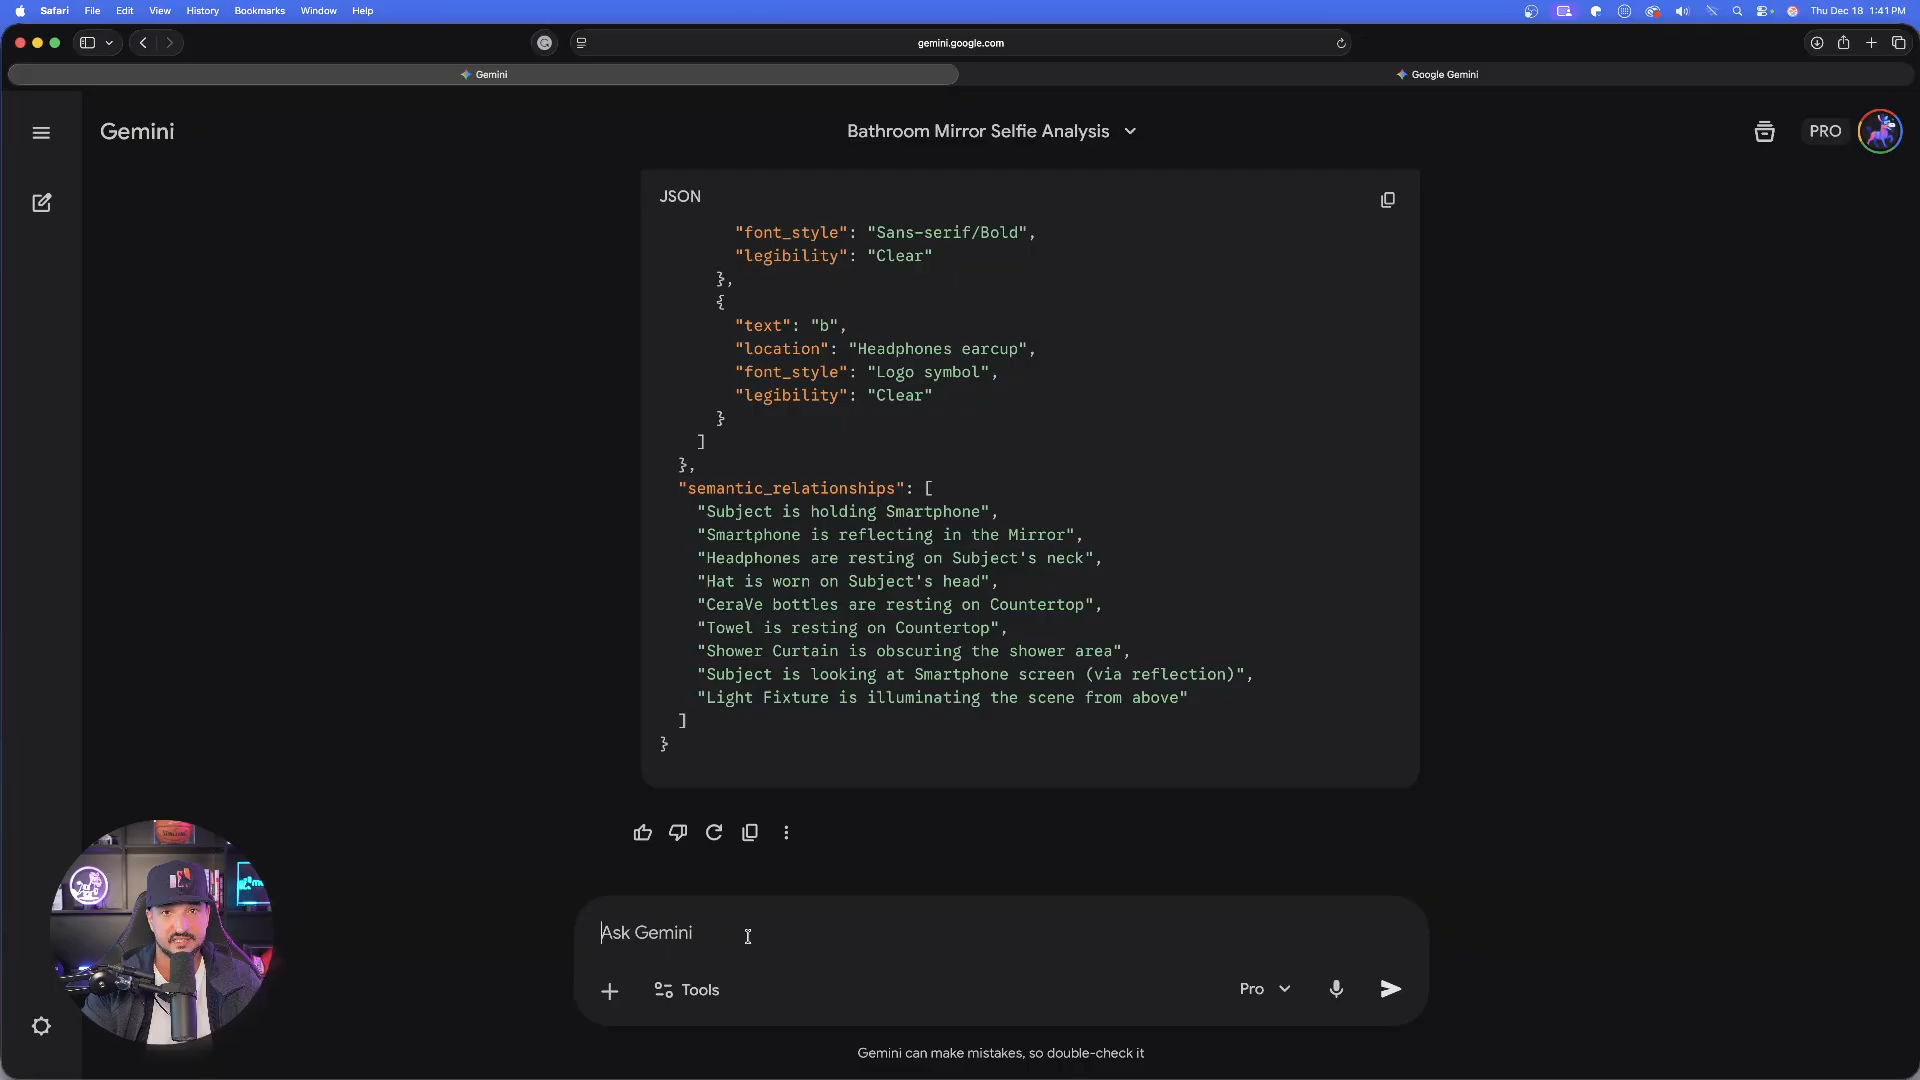 Safari File Edit View History Bookmarks Window Help Thu Dec 18 1:41 PM
gemini.google.com
Gemini
Google Gemini
Gemini
Bathroom Mirror Selfie Analysis
PRO
JSON
"font_style": "Sans-serif/Bold",
"legibility": "Clear"
},
{
"text": "b",
"location": "Headphones earcup",
"font_style": "Logo symbol",
"legibility": "Clear"
}
]
},
"semantic_relationships": [
"Subject is holding Smartphone",
"Smartphone is reflecting in the Mirror",
"Headphones are resting on Subject's neck",
"Hat is worn on Subject's head",
"CeraVe bottles are resting on Countertop",
"Towel is resting on Countertop",
"Shower Curtain is obscuring the shower area",
"Subject is looking at Smartphone screen (via reflection)",
"Light Fixture is illuminating the scene from above"
]
}
Ask Gemini
Tools
Pro
Gemini can make mistakes, so double-check it